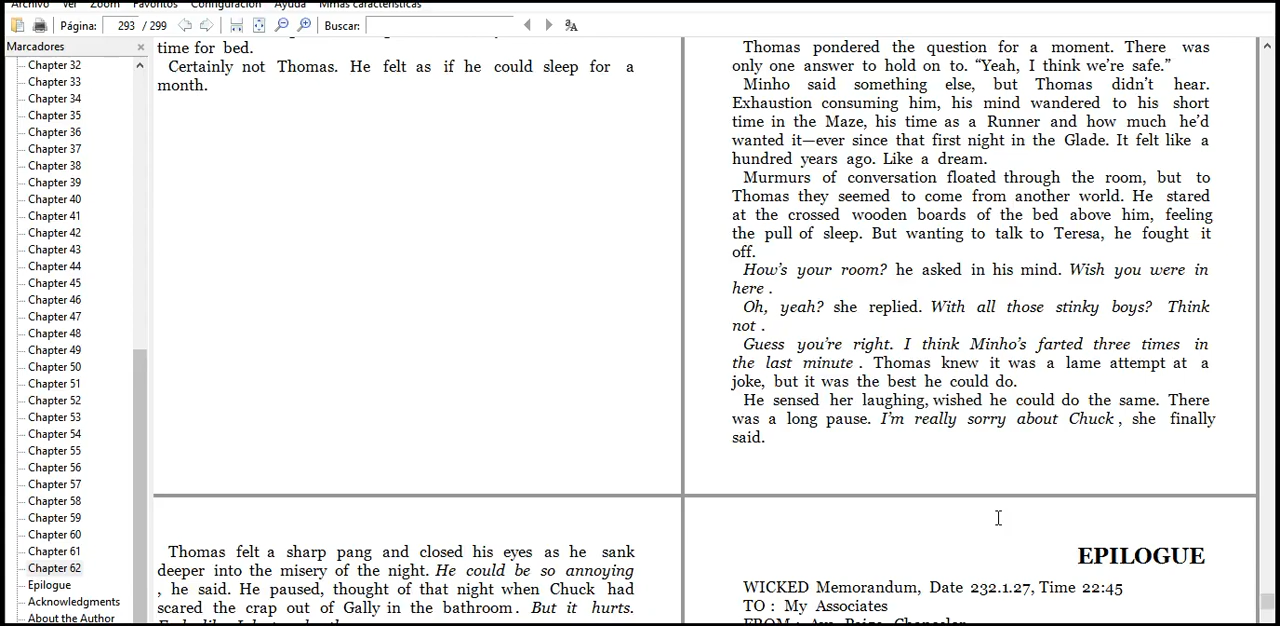 Archivo Ver Zoom Favoritos Configuración Ayuda Mimas características
Página: 293 / 299 Buscar:
Marcadores ×
Chapter 32
Chapter 33
Chapter 34
Chapter 35
Chapter 36
Chapter 37
Chapter 38
Chapter 39
Chapter 40
Chapter 41
Chapter 42
Chapter 43
Chapter 44
Chapter 45
Chapter 46
Chapter 47
Chapter 48
Chapter 49
Chapter 50
Chapter 51
Chapter 52
Chapter 53
Chapter 54
Chapter 55
Chapter 56
Chapter 57
Chapter 58
Chapter 59
Chapter 60
Chapter 61
Chapter 62
Epilogue
Acknowledgments
About the Author
time for bed.
Certainly not Thomas. He felt as if he could sleep for a
month.
Thomas pondered the question for a moment. There was
only one answer to hold on to. “Yeah, I think we’re safe.”
Minho said something else, but Thomas didn’t hear.
Exhaustion consuming him, his mind wandered to his short
time in the Maze, his time as a Runner and how much he’d
wanted it—ever since that first night in the Glade. It felt like a
hundred years ago. Like a dream.
Murmurs of conversation floated through the room, but to
Thomas they seemed to come from another world. He stared
at the crossed wooden boards of the bed above him, feeling
the pull of sleep. But wanting to talk to Teresa, he fought it
off.
How’s your room? he asked in his mind. Wish you were in
here .
Oh, yeah? she replied. With all those stinky boys? Think
not .
Guess you’re right. I think Minho’s farted three times in
the last minute . Thomas knew it was a lame attempt at a
joke, but it was the best he could do.
He sensed her laughing, wished he could do the same. There
was a long pause. I’m really sorry about Chuck , she finally
said.
Thomas felt a sharp pang and closed his eyes as he sank
deeper into the misery of the night. He could be so annoying
, he said. He paused, thought of that night when Chuck had
scared the crap out of Gally in the bathroom. But it hurts.
EPILOGUE
WICKED Memorandum, Date 232.1.27, Time 22:45
TO : My Associates
FROM : Ava Paige, Chancelor